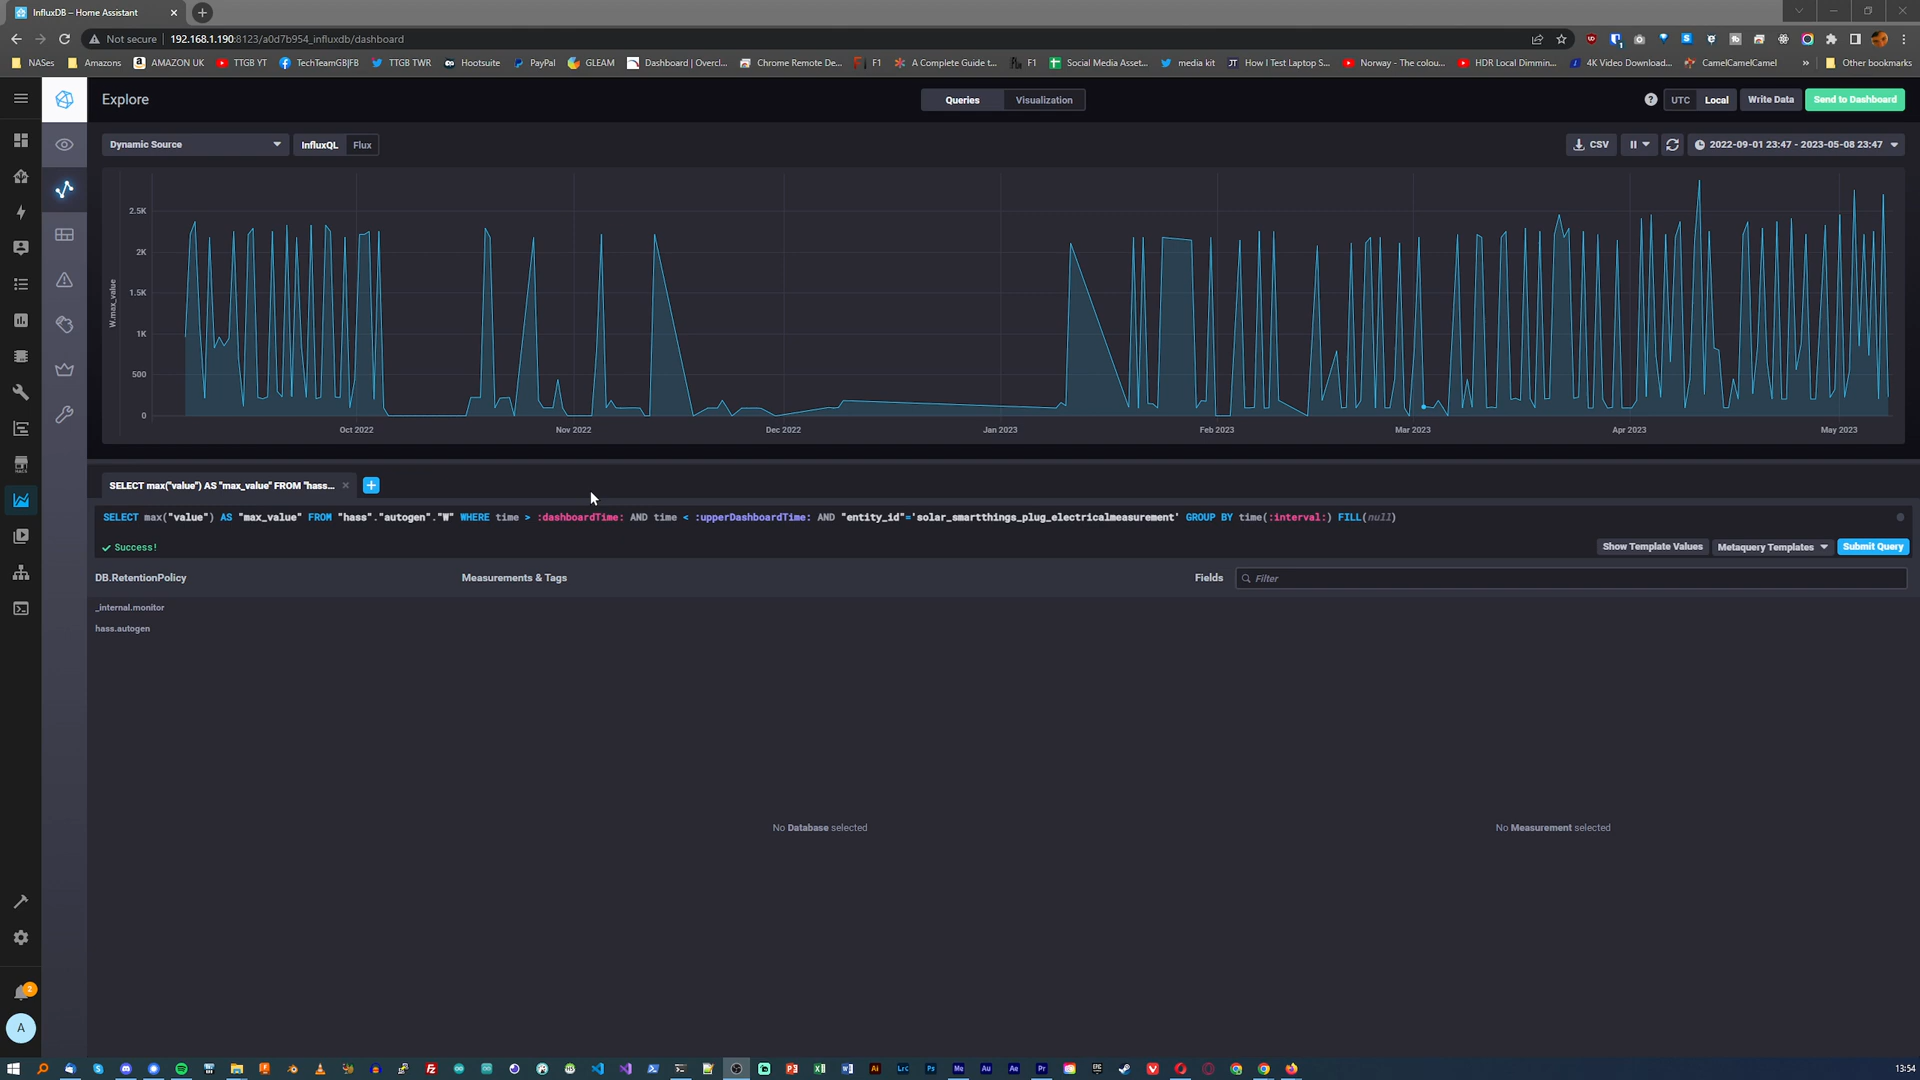 InfluxDB – Home Assistant
Not secure 192.168.1.190:8123/a0d7b954_influxdb/dashboard
NASes Amazons AMAZON UK TTGB YT TechTeamGB|FB TTGB TWR Hootsuite PayPal GLEAM Dashboard | Overcl... Chrome Remote De... F1 A Complete Guide t... F1 Social Media Asset... media kit How I Test Laptop S... Norway - The colou... HDR Local Dimmin... 4K Video Download... CamelCamelCamel » Other bookmarks
Explore
Queries Visualization
UTC Local Write Data Send to Dashboard
Dynamic Source InfluxQL Flux
CSV 2022-09-01 23:47 - 2023-05-08 23:47
W.max_value
2.5K
2K
1.5K
1K
500
0
Oct 2022 Nov 2022 Dec 2022 Jan 2023 Feb 2023 Mar 2023 Apr 2023 May 2023
SELECT max("value") AS "max_value" FROM "hass...
SELECT max("value") AS "max_value" FROM "hass"."autogen"."W" WHERE time > :dashboardTime: AND time < :upperDashboardTime: AND "entity_id"='solar_smartthings_plug_electricalmeasurement' GROUP BY time(:interval:) FILL(null)
Success!
Show Template Values Metaquery Templates Submit Query
DB.RetentionPolicy Measurements & Tags Fields Filter
_internal.monitor
hass.autogen
No Database selected No Measurement selected
2
A
13:54